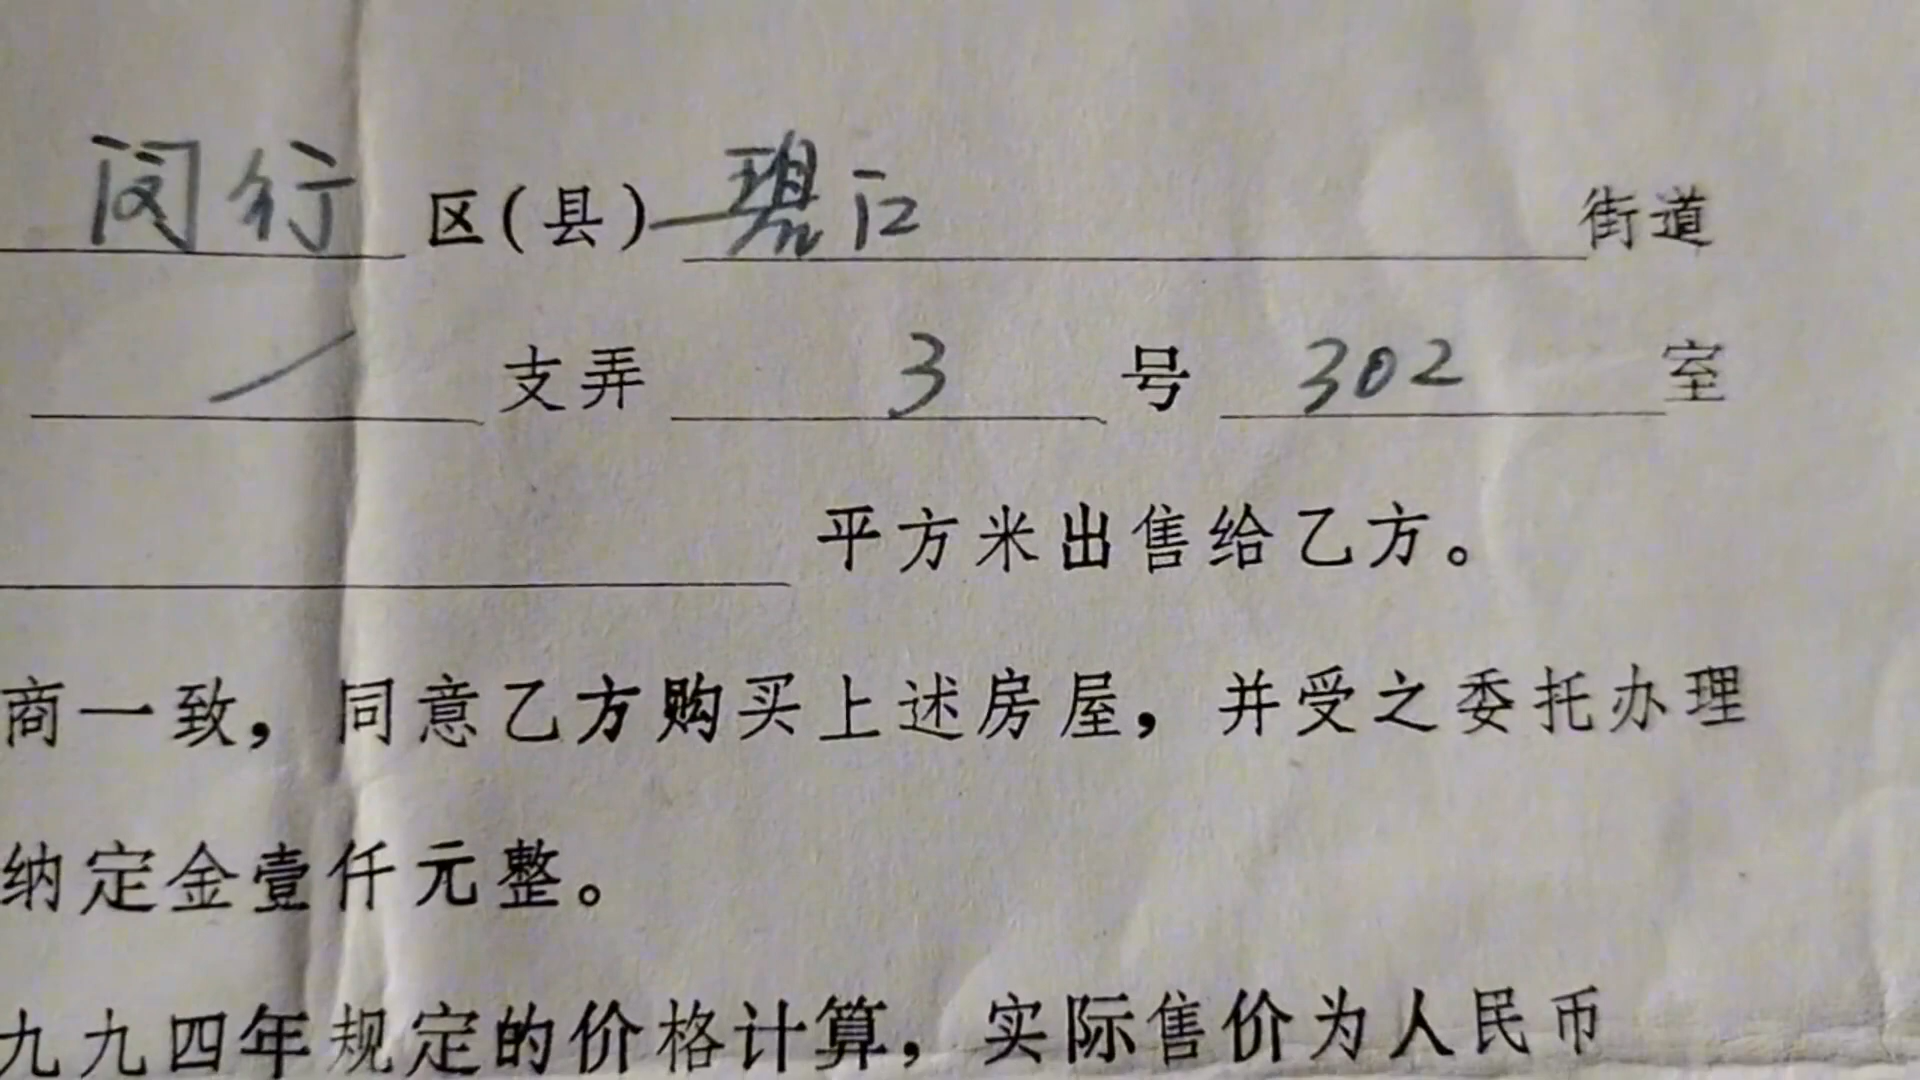 闵行 区(县) 碧江 街道
/ 支弄 3 号 302 室
平方米出售给乙方。
商一致，同意乙方购买上述房屋，并受之委托办理
纳定金壹仟元整。
九九四年规定的价格计算，实际售价为人民币